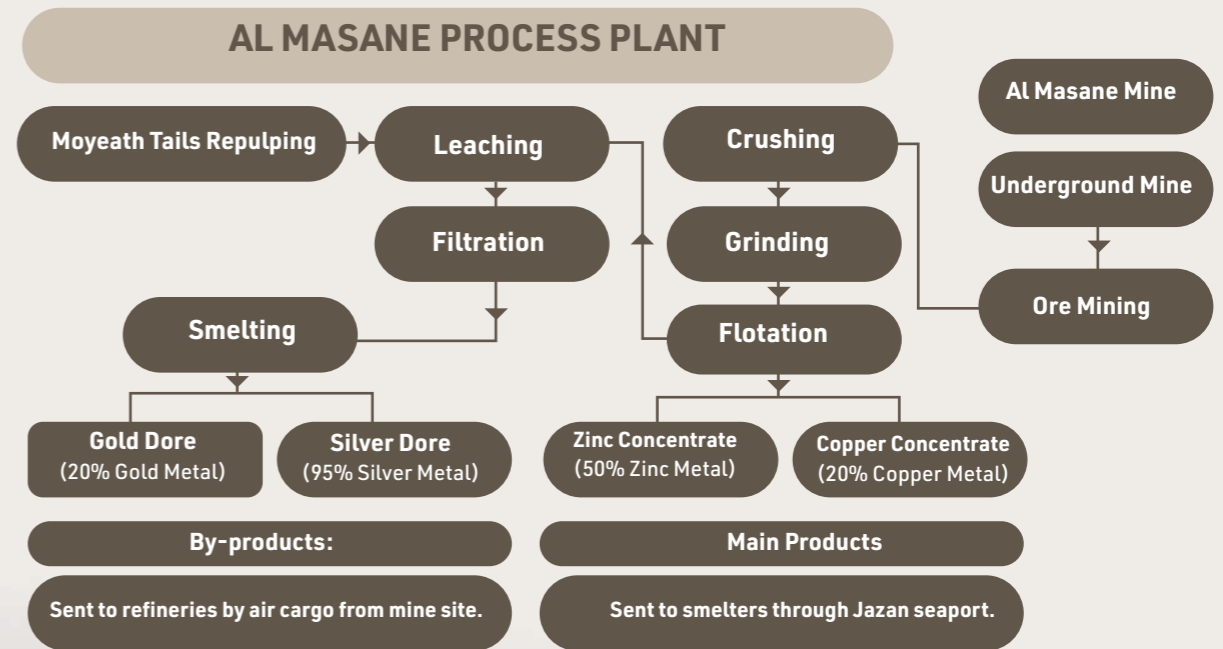 AL MASANE PROCESS PLANT
Al Masane Mine
Moyeath Tails Repulping
Leaching
Crushing
Underground Mine
Filtration
Grinding
Ore Mining
Smelting
Flotation
Gold Dore
(20% Gold Metal)
Silver Dore
(95% Silver Metal)
Zinc Concentrate
(50% Zinc Metal)
Copper Concentrate
(20% Copper Metal)
By-products:
Main Products
Sent to refineries by air cargo from mine site.
Sent to smelters through Jazan seaport.